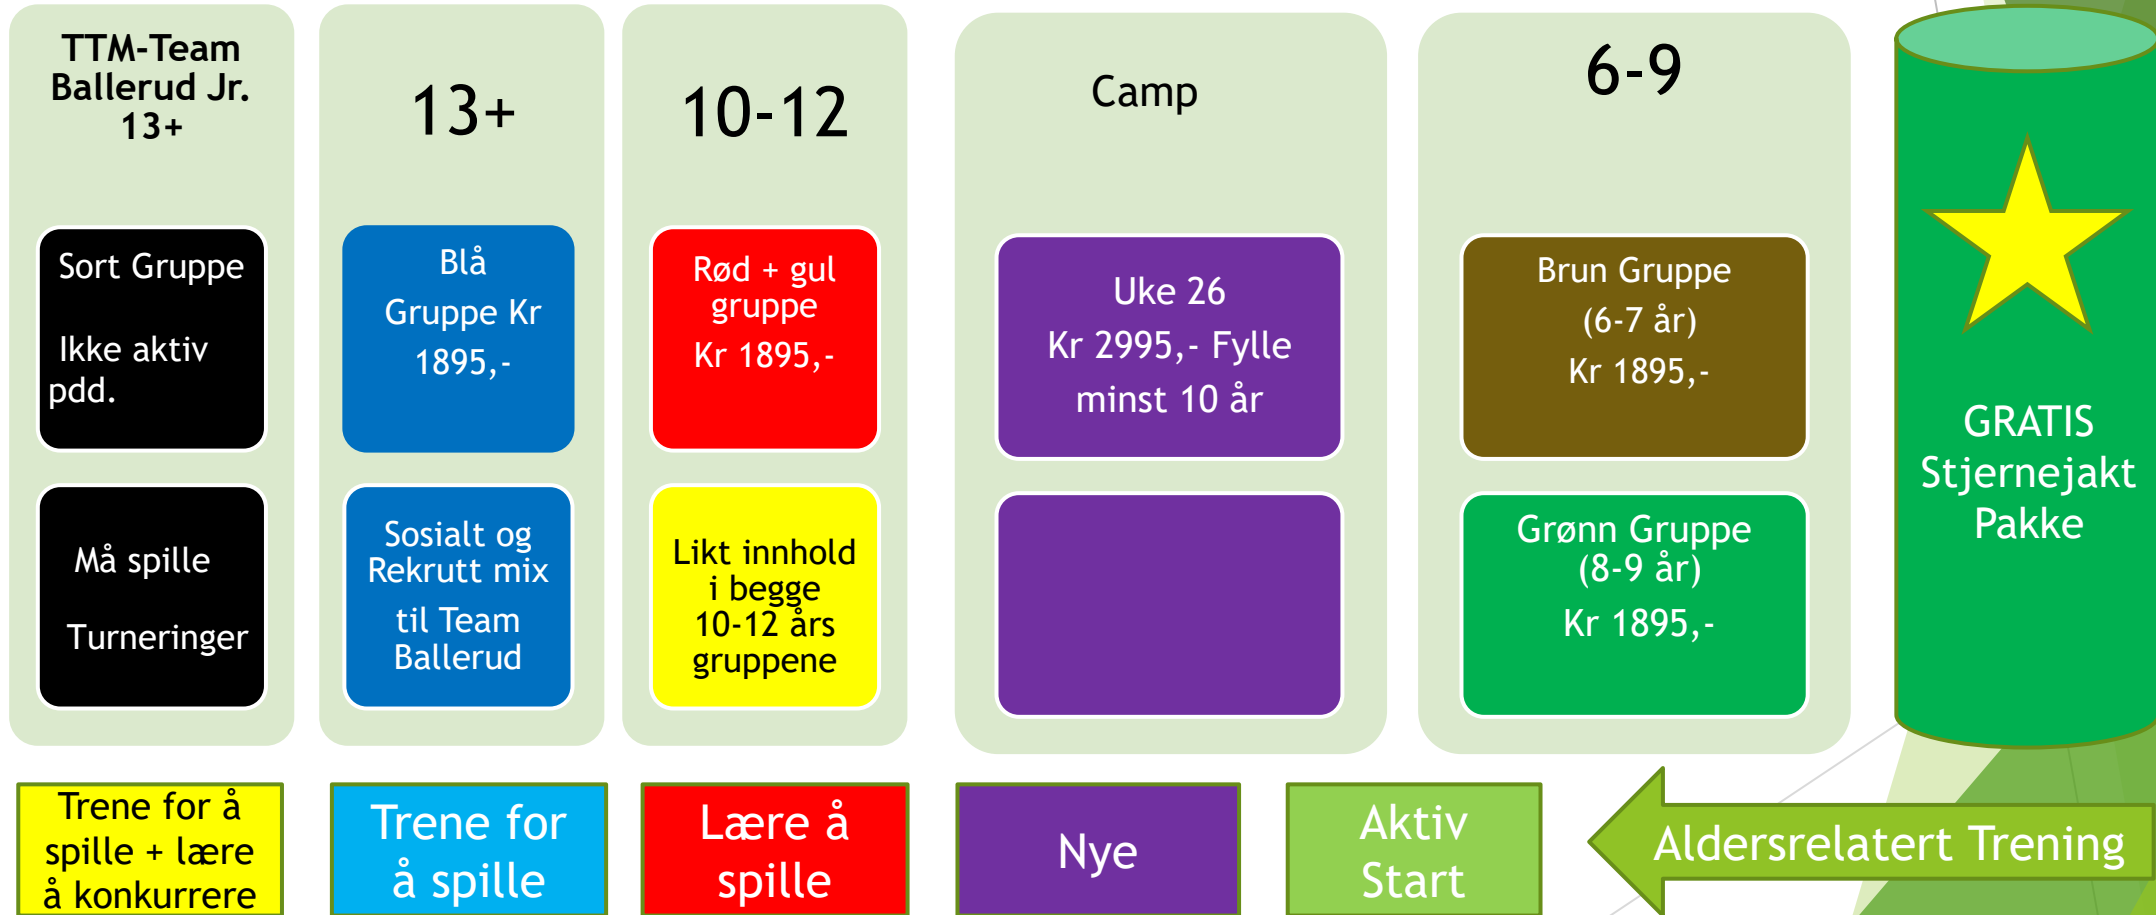 TTM-Team
Ballerud Jr.
13+
Sort Gruppe
Ikke aktiv
pdd.
Må spille
Turneringer
13+
Blå
Gruppe Kr
1895,-
Sosialt og
Rekrutt mix
til Team
Ballerud
10-12
Rød + gul
gruppe
Kr 1895,-
Likt innhold
i begge
10-12 års
gruppene
Camp
Uke 26
Kr 2995,- Fylle
minst 10 år
6-9
Brun Gruppe
(6-7 år)
Kr 1895,-
Grønn Gruppe
(8-9 år)
Kr 1895,-
GRATIS
Stjernejakt
Pakke
Trene for å
spille + lære
å konkurrere
Trene for
å spille
Lære å
spille
Nye
Aktiv
Start
Aldersrelatert Trening